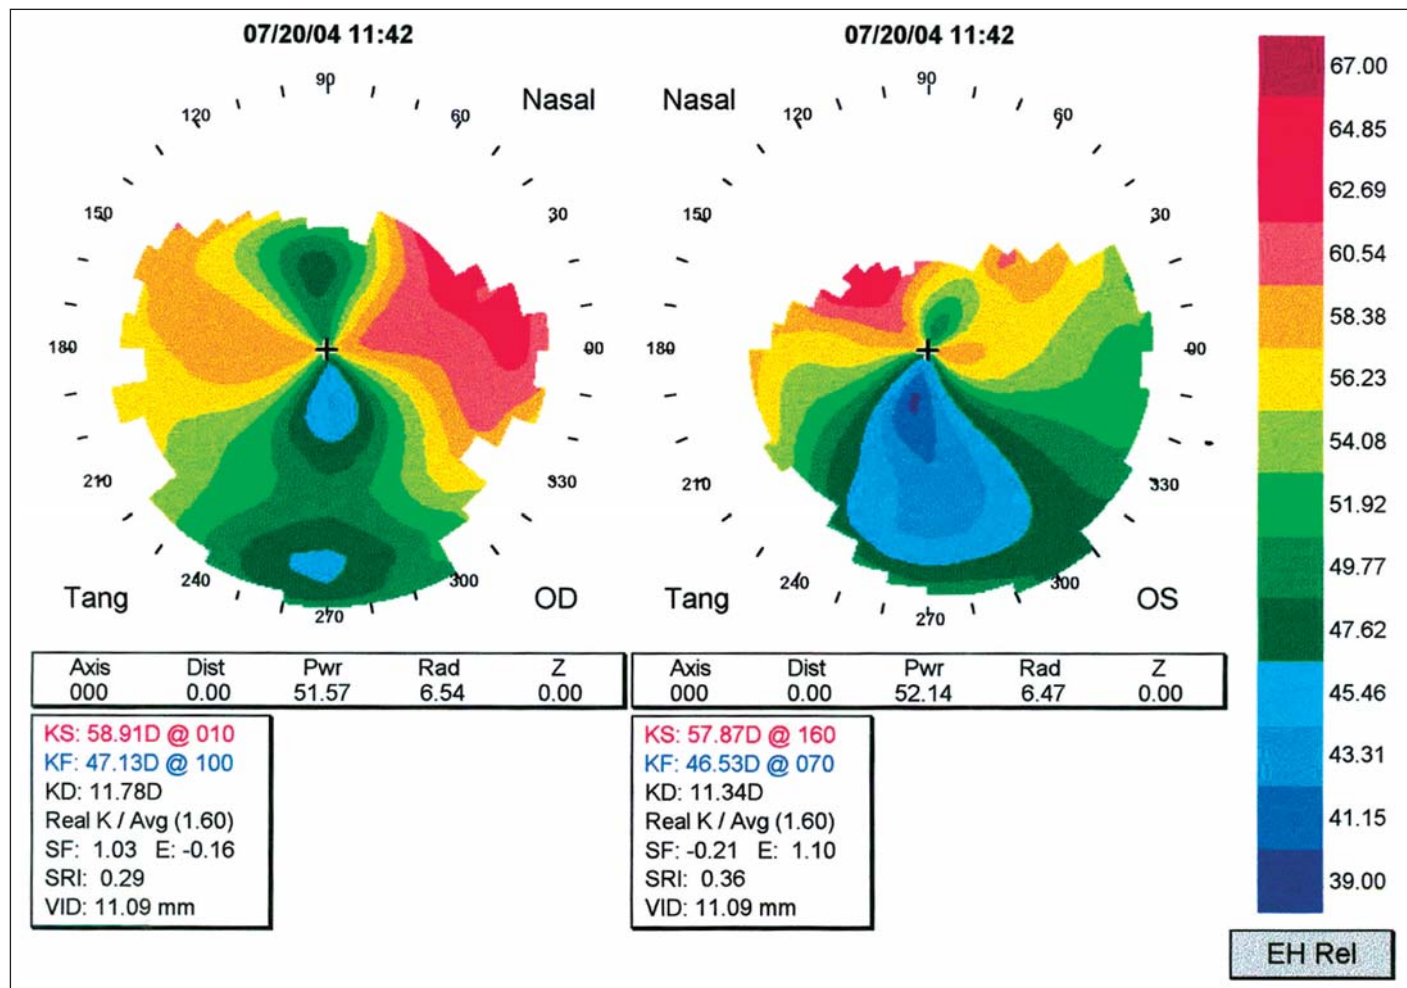 07/20/04 11:42
90
120
60
Nasal
150
30
180
00
210
330
240
300
270
Tang
OD
Axis Dist Pwr Rad Z
000 0.00 51.57 6.54 0.00
KS: 58.91D @ 010
KF: 47.13D @ 100
KD: 11.78D
Real K / Avg (1.60)
SF: 1.03 E: -0.16
SRI: 0.29
VID: 11.09 mm
07/20/04 11:42
90
Nasal
120
60
150
30
180
00
210
330
240
300
270
Tang
OS
Axis Dist Pwr Rad Z
000 0.00 52.14 6.47 0.00
KS: 57.87D @ 160
KF: 46.53D @ 070
KD: 11.34D
Real K / Avg (1.60)
SF: -0.21 E: 1.10
SRI: 0.36
VID: 11.09 mm
67.00
64.85
62.69
60.54
58.38
56.23
54.08
51.92
49.77
47.62
45.46
43.31
41.15
39.00
EH Rel